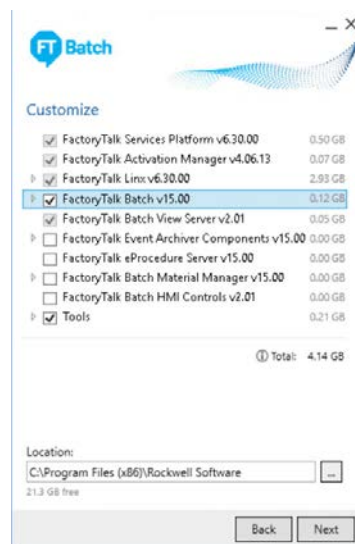 FT Batch
Customize
FactoryTalk Services Platform v6.30.00 0.50 GB
FactoryTalk Activation Manager v4.06.13 0.07 GB
FactoryTalk Linx v6.30.00 2.93 GB
FactoryTalk Batch v15.00 0.12 GB
FactoryTalk Batch View Server v2.01 0.05 GB
FactoryTalk Event Archiver Components v15.00 0.00 GB
FactoryTalk eProcedure Server v15.00 0.00 GB
FactoryTalk Batch Material Manager v15.00 0.00 GB
FactoryTalk Batch HMI Controls v2.01 0.00 GB
Tools 0.21 GB
Total: 4.14 GB
Location:
C:\Program Files (x86)\Rockwell Software ...
21.3 GB free
Back Next